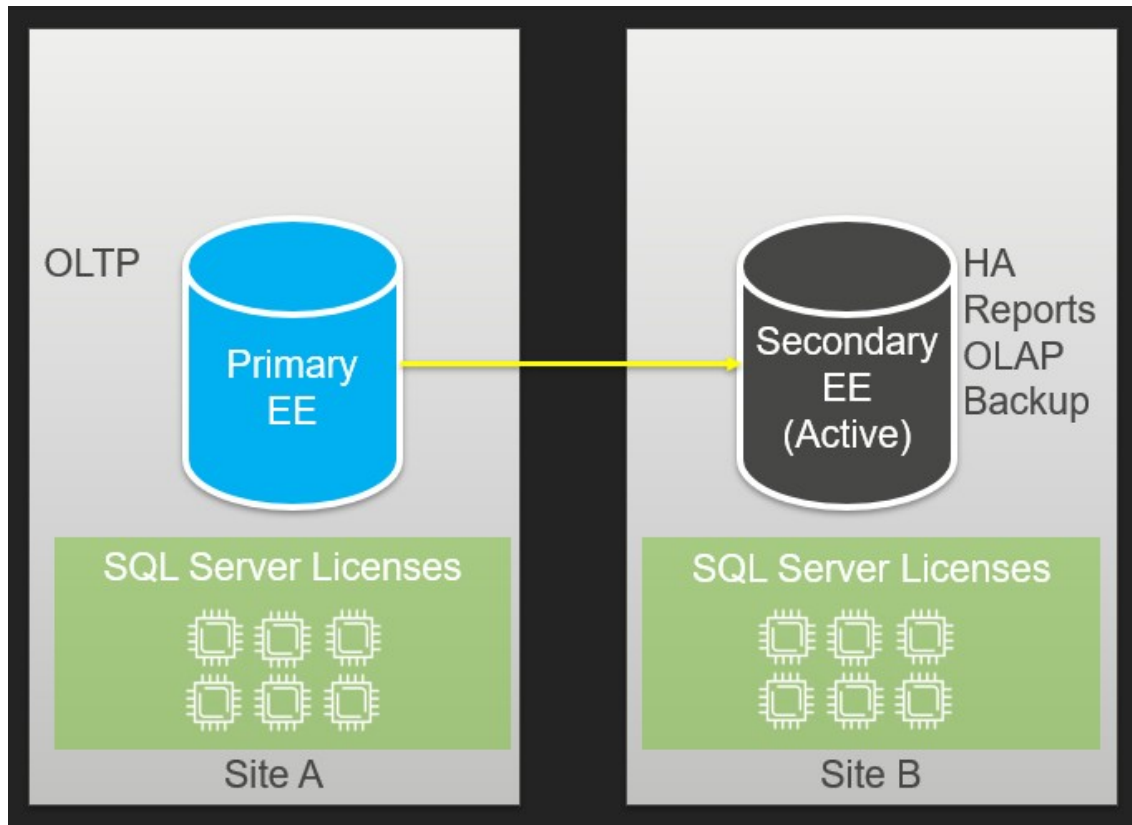 OLTP
Primary
EE
Secondary
EE
(Active)
HA
Reports
OLAP
Backup
SQL Server Licenses
SQL Server Licenses
Site A
Site B